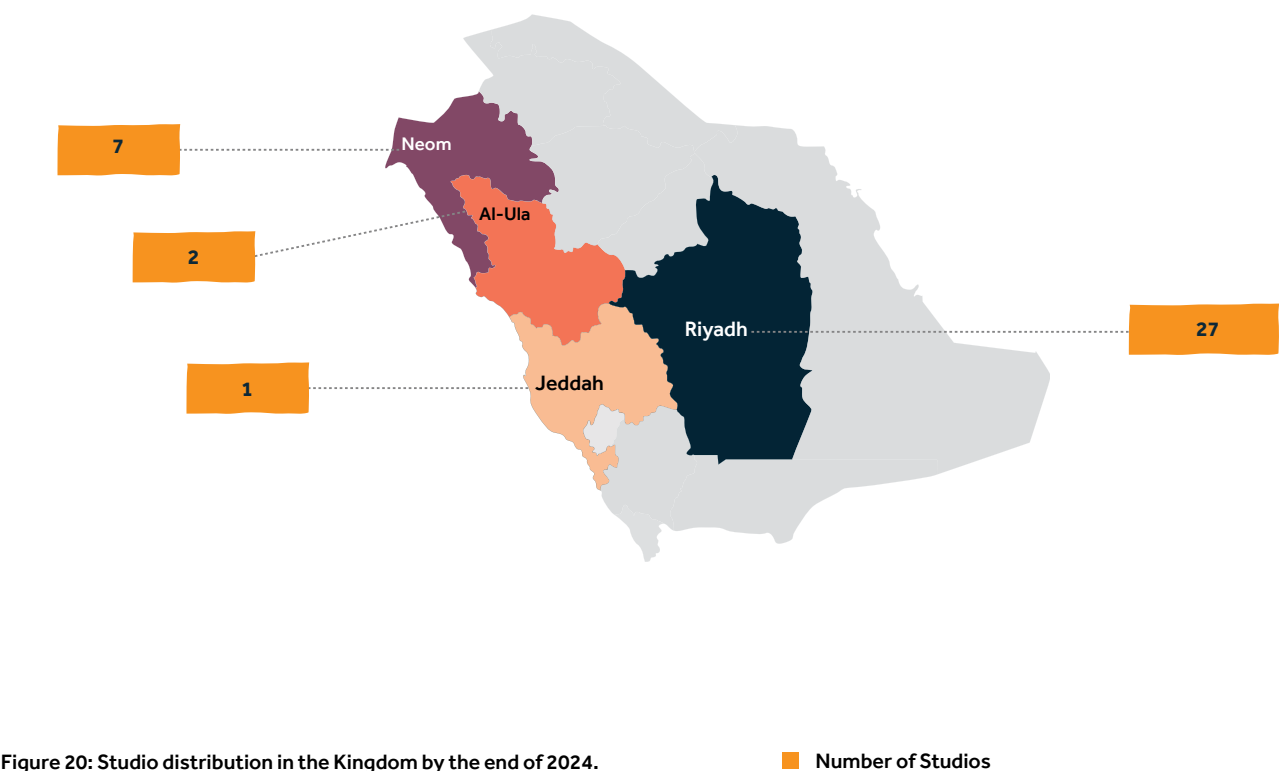 7
Neom
Al-Ula
2
Riyadh
27
Jeddah
1
Figure 20: Studio distribution in the Kingdom by the end of 2024.
Number of Studios